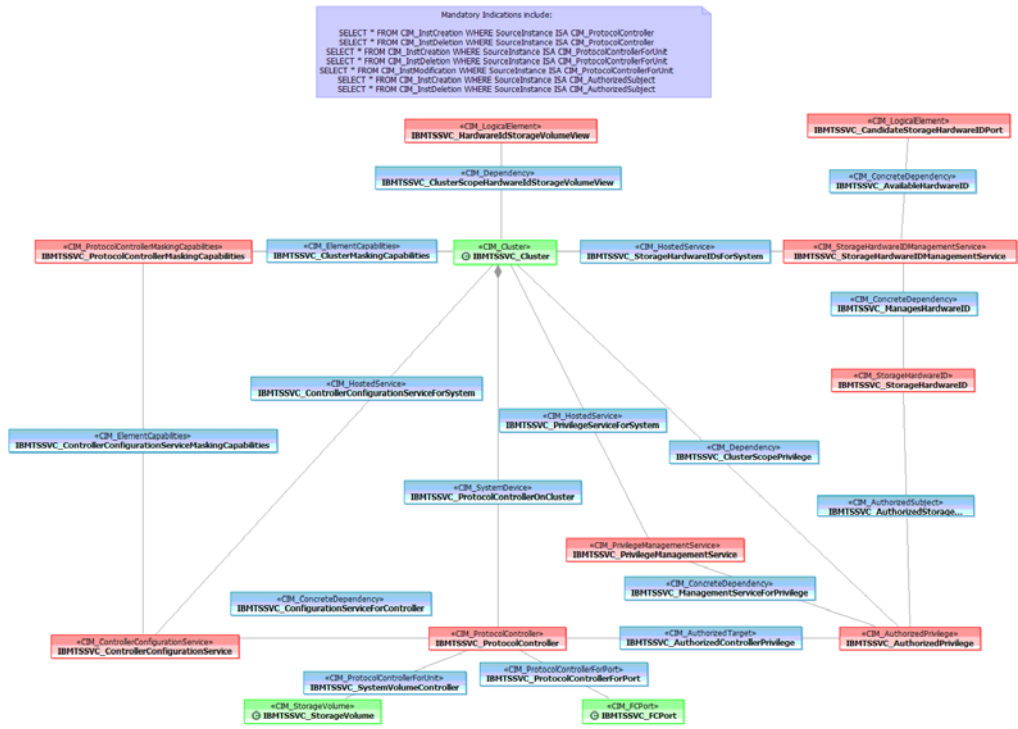 Mandatory Indications include:
SELECT * FROM CIM_InstCreation WHERE SourceInstance ISA CIM_ProtocolController
SELECT * FROM CIM_InstDeletion WHERE SourceInstance ISA CIM_ProtocolController
SELECT * FROM CIM_InstCreation WHERE SourceInstance ISA CIM_ProtocolControllerForUnit
SELECT * FROM CIM_InstDeletion WHERE SourceInstance ISA CIM_ProtocolControllerForUnit
SELECT * FROM CIM_InstModification WHERE SourceInstance ISA CIM_ProtocolControllerForUnit
SELECT * FROM CIM_InstCreation WHERE SourceInstance ISA CIM_AuthorizedSubject
SELECT * FROM CIM_InstDeletion WHERE SourceInstance ISA CIM_AuthorizedSubject
«CIM_LogicalElement»
IBMTSSVC_HardwareIdStorageVolumeView
«CIM_LogicalElement»
IBMTSSVC_CandidateStorageHardwareIDPort
«CIM_Dependency»
IBMTSSVC_ClusterScopeHardwareIdStorageVolumeView
«CIM_ConcreteDependency»
IBMTSSVC_AvailableHardwareID
«CIM_ProtocolControllerMaskingCapabilities»
IBMTSSVC_ProtocolControllerMaskingCapabilities
«CIM_ElementCapabilities»
IBMTSSVC_ClusterMaskingCapabilities
«CIM_Cluster»
IBMTSSVC_Cluster
«CIM_HostedService»
IBMTSSVC_StorageHardwareIDsForSystem
«CIM_StorageHardwareIDManagementService»
IBMTSSVC_StorageHardwareIDManagementService
«CIM_ConcreteDependency»
IBMTSSVC_ManagesHardwareID
«CIM_StorageHardwareID»
IBMTSSVC_StorageHardwareID
«CIM_HostedService»
IBMTSSVC_ControllerConfigurationServiceForSystem
«CIM_HostedService»
IBMTSSVC_PrivilegeServiceForSystem
«CIM_ElementCapabilities»
IBMTSSVC_ControllerConfigurationServiceMaskingCapabilities
«CIM_Dependency»
IBMTSSVC_ClusterScopePrivilege
«CIM_SystemDevice»
IBMTSSVC_ProtocolControllerOnCluster
«CIM_AuthorizedSubject»
IBMTSSVC_AuthorizedStorage...
«CIM_PrivilegeManagementService»
IBMTSSVC_PrivilegeManagementService
«CIM_ConcreteDependency»
IBMTSSVC_ManagementServiceForPrivilege
«CIM_ConcreteDependency»
IBMTSSVC_ConfigurationServiceForController
«CIM_ControllerConfigurationService»
IBMTSSVC_ControllerConfigurationService
«CIM_ProtocolController»
IBMTSSVC_ProtocolController
«CIM_AuthorizedTarget»
IBMTSSVC_AuthorizedControllerPrivilege
«CIM_AuthorizedPrivilege»
IBMTSSVC_AuthorizedPrivilege
«CIM_ProtocolControllerForUnit»
IBMTSSVC_SystemVolumeController
«CIM_ProtocolControllerForPort»
IBMTSSVC_ProtocolControllerForPort
«CIM_StorageVolume»
IBMTSSVC_StorageVolume
«CIM_FCPort»
IBMTSSVC_FCPort